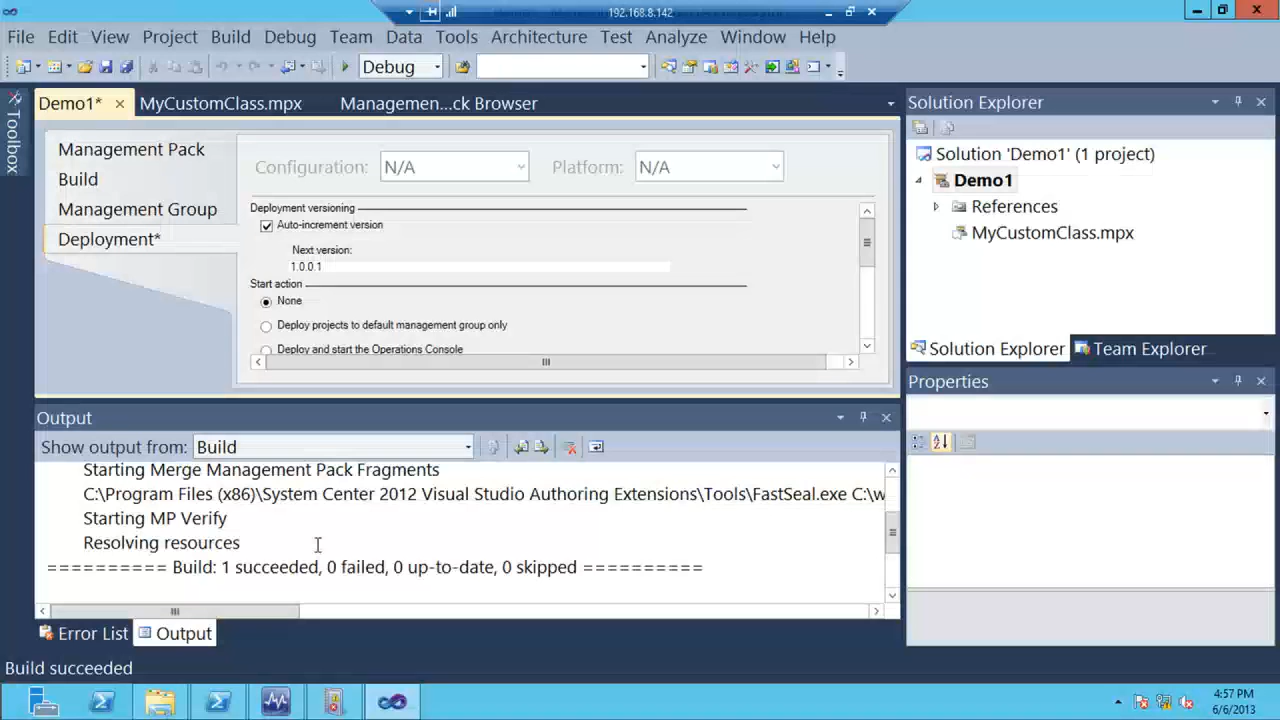 192.168.8.142
File Edit View Project Build Debug Team Data Tools Architecture Test Analyze Window Help
Debug
Toolbox
Demo1* MyCustomClass.mpx Managemen...ck Browser
Management Pack
Build
Management Group
Deployment*
Configuration: N/A Platform: N/A
Deployment versioning
Auto-increment version
Next version:
1.0.0.1
Start action
None
Deploy projects to default management group only
Deploy and start the Operations Console
Solution Explorer
Solution 'Demo1' (1 project)
Demo1
References
MyCustomClass.mpx
Solution Explorer Team Explorer
Properties
Output
Show output from: Build
Starting Merge Management Pack Fragments
C:\Program Files (x86)\System Center 2012 Visual Studio Authoring Extensions\Tools\FastSeal.exe C:\w
Starting MP Verify
Resolving resources
========== Build: 1 succeeded, 0 failed, 0 up-to-date, 0 skipped ==========
Error List Output
Build succeeded
4:57 PM
6/6/2013